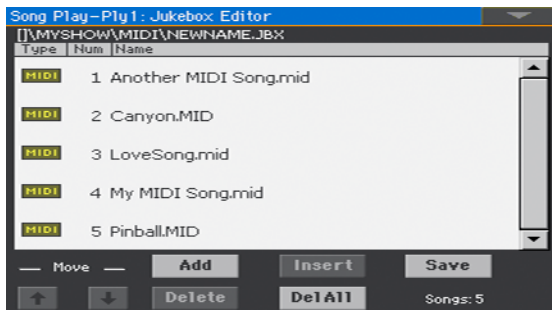 Song Play-Ply1: Jukebox Editor
[]\MYSHOW\MIDI\NEWNAME.JBX
Type Num Name
MIDI 1 Another MIDI Song.mid
MIDI 2 Canyon.MID
MIDI 3 LoveSong.mid
MIDI 4 My MIDI Song.mid
MIDI 5 Pinball.MID
Move Add Insert Save
Delete DelAll Songs: 5